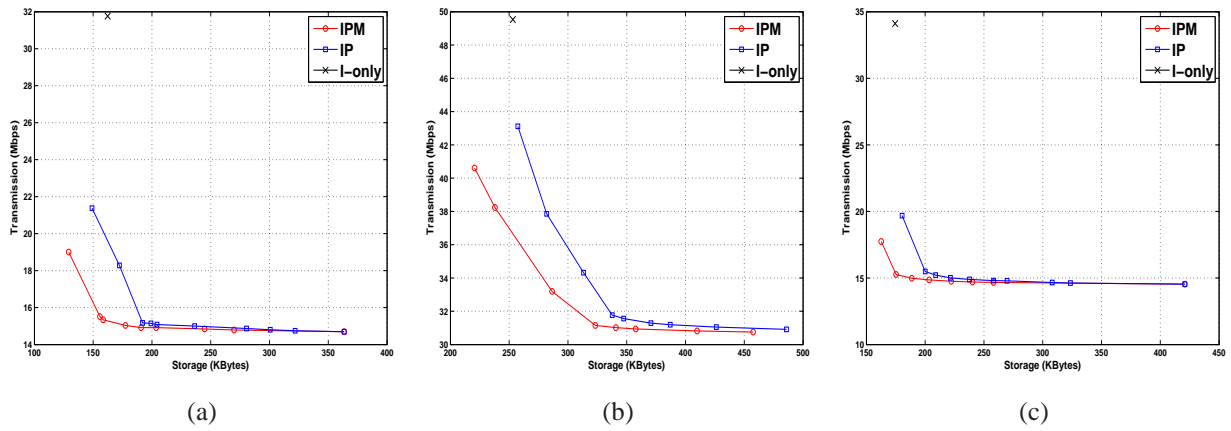 32
30
28
26
24
22
20
18
16
14
Transmission (Mbps)
100 150 200 250 300 350 400
Storage (KBytes)
IPM
IP
I-only
(a)
50
48
46
44
42
40
38
36
34
32
30
Transmission (Mbps)
200 250 300 350 400 450 500
Storage (KBytes)
IPM
IP
I-only
(b)
35
30
25
20
15
10
Transmission (Mbps)
150 200 250 300 350 400 450
Storage (KBytes)
IPM
IP
I-only
(c)